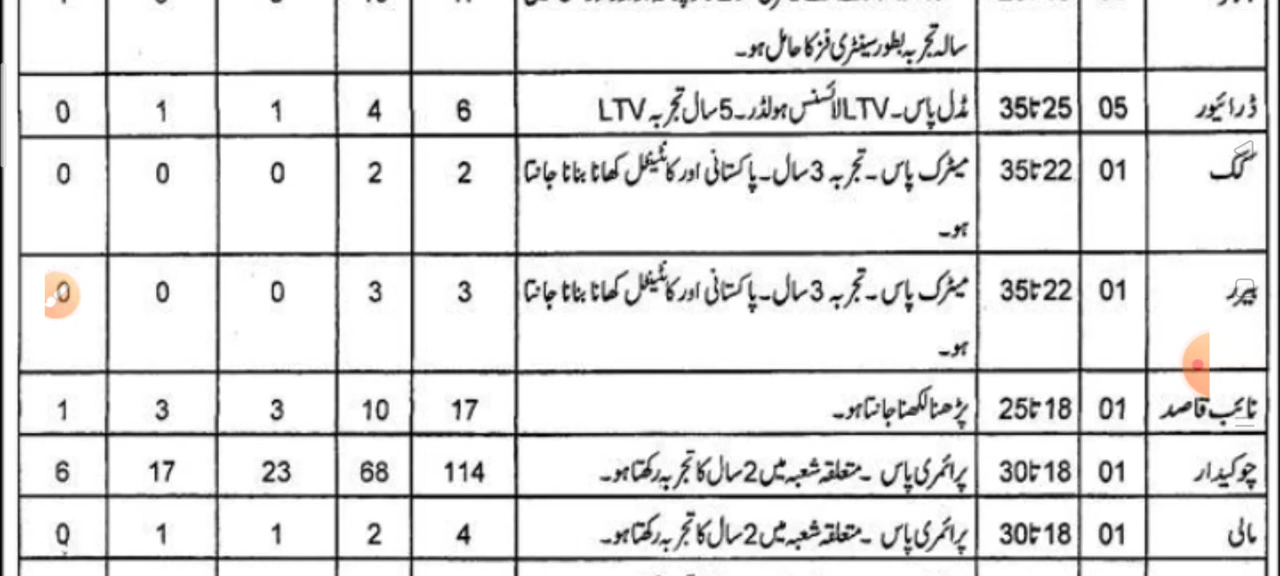 سالہ تجربہ بطور سینٹری فز کا حامل ہو۔
ڈرائیور 05 25 تا 35 مڈل پاس۔ LTV لائسنس ہولڈر۔ 5 سال تجربہ LTV 6 4 1 1 0
کک 01 22 تا 35 میٹرک پاس۔ تجربہ 3 سال۔ پاکستانی اور کانٹینٹل کھانا بنانا جانتا 2 2 0 0 0
ہو۔
بیرر 01 22 تا 35 میٹرک پاس۔ تجربہ 3 سال۔ پاکستانی اور کانٹینٹل کھانا بنانا جانتا 3 3 0 0 0
ہو۔
نائب قاصد 01 18 تا 25 پڑھنا لکھنا جانتا ہو۔ 17 10 3 3 1
چوکیدار 01 18 تا 30 پرائمری پاس ۔ متعلقہ شعبہ میں 2 سال کا تجربہ رکھتا ہو۔ 114 68 23 17 6
مالی 01 18 تا 30 پرائمری پاس ۔ متعلقہ شعبہ میں 2 سال کا تجربہ رکھتا ہو۔ 4 2 1 1 0